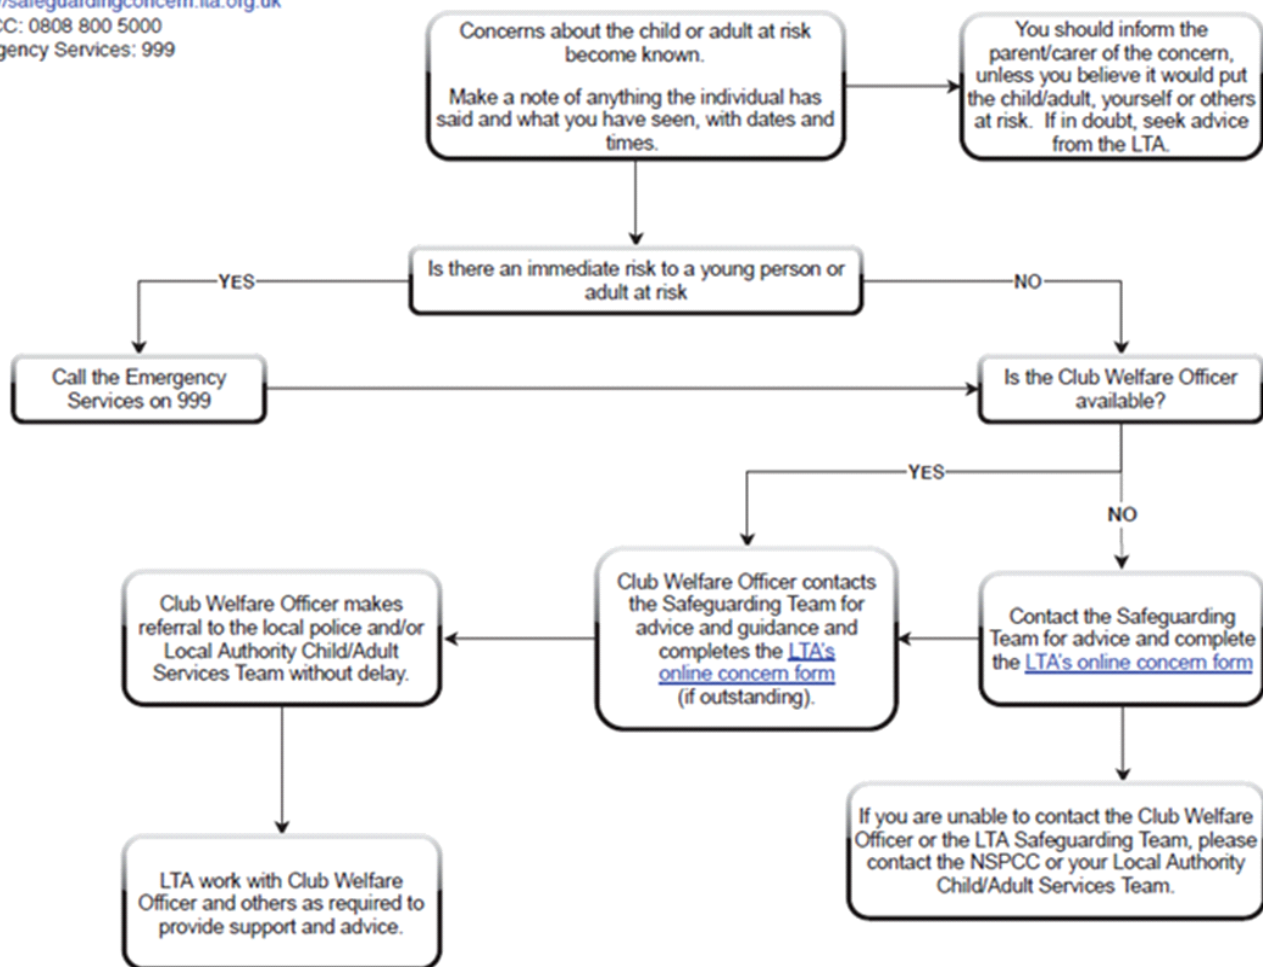 /safeguardingconcern.lta.org.uk
CC: 0808 800 5000
gency Services: 999
Concerns about the child or adult at risk
become known.
Make a note of anything the individual has
said and what you have seen, with dates and
times.
You should inform the
parent/carer of the concern,
unless you believe it would put
the child/adult, yourself or others
at risk. If in doubt, seek advice
from the LTA.
Is there an immediate risk to a young person or
adult at risk
YES
NO
Call the Emergency
Services on 999
Is the Club Welfare Officer
available?
YES
NO
Club Welfare Officer makes
referral to the local police and/or
Local Authority Child/Adult
Services Team without delay.
Club Welfare Officer contacts
the Safeguarding Team for
advice and guidance and
completes the LTA's
online concern form
(if outstanding).
Contact the Safeguarding
Team for advice and complete
the LTA's online concern form
If you are unable to contact the Club Welfare
Officer or the LTA Safeguarding Team, please
contact the NSPCC or your Local Authority
Child/Adult Services Team.
LTA work with Club Welfare
Officer and others as required to
provide support and advice.